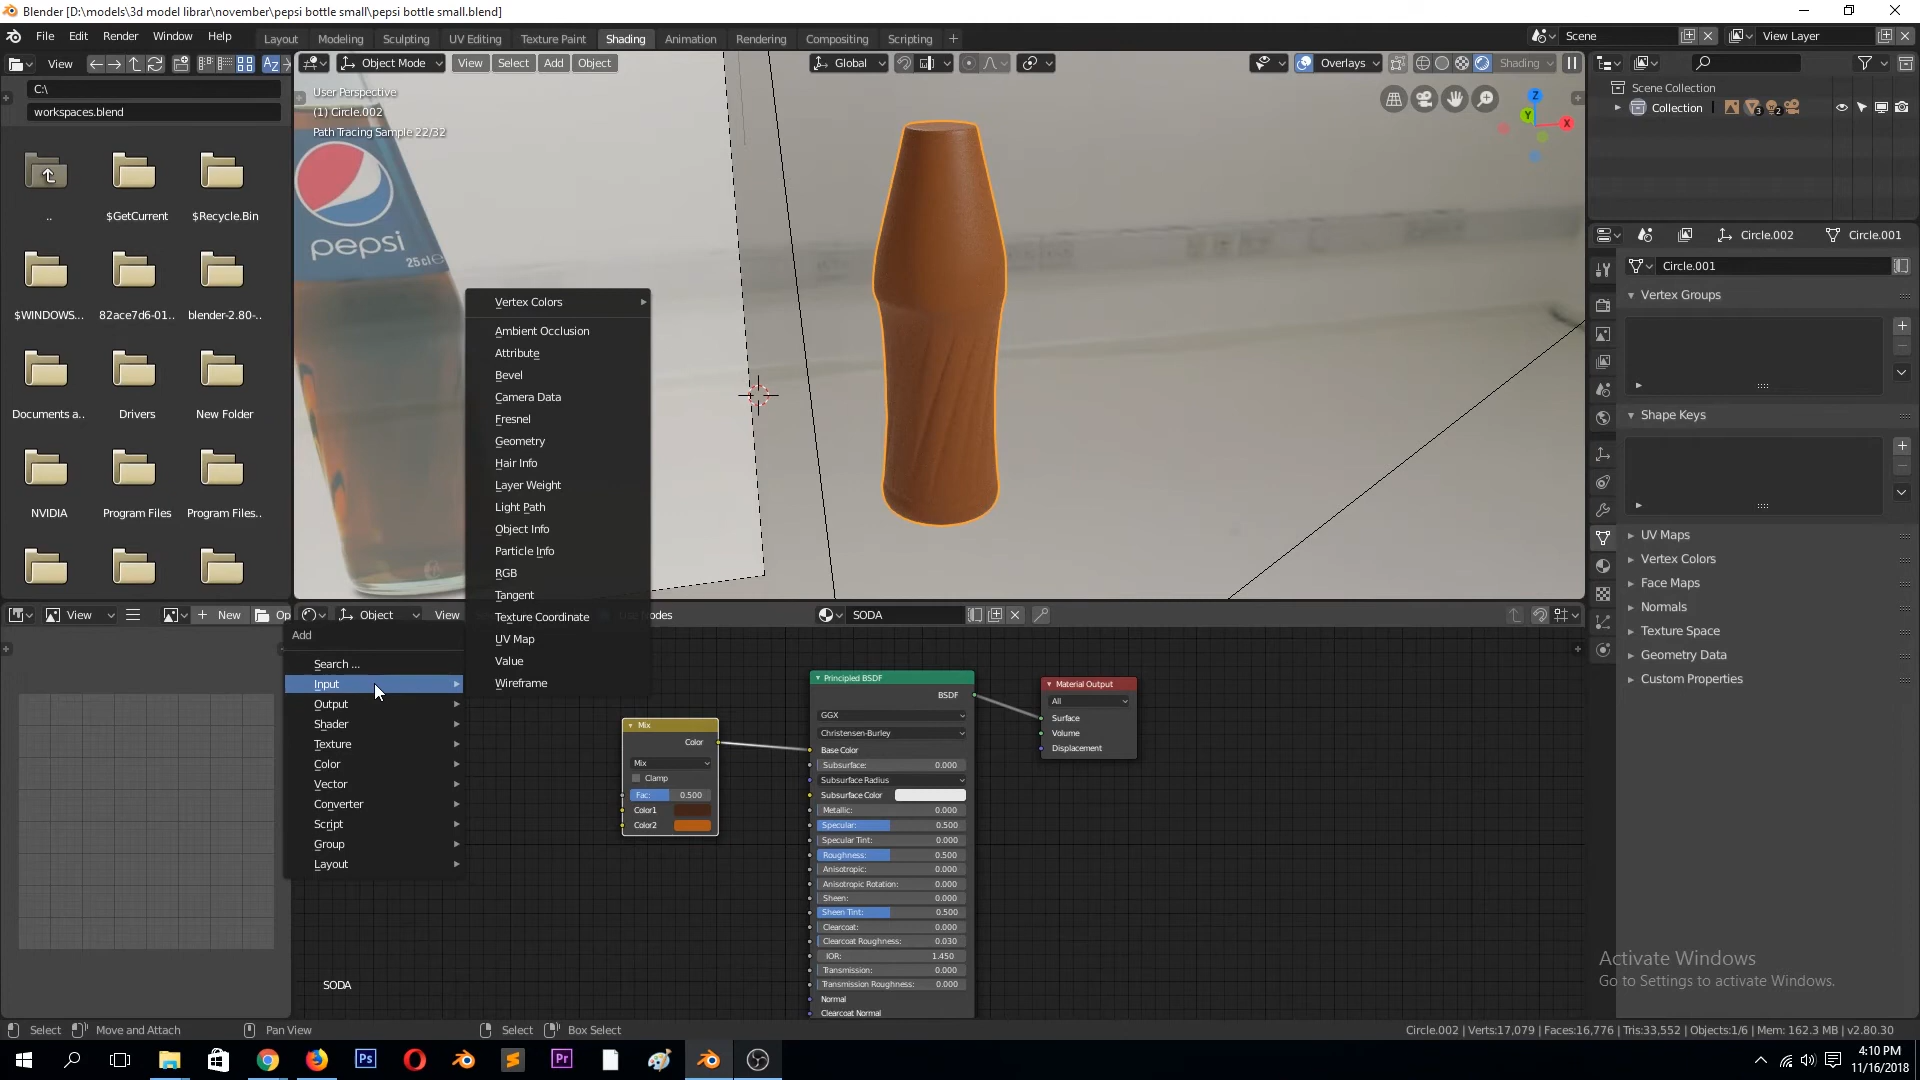 Blender [D:\models\3d model librar\november\pepsi bottle small\pepsi bottle small.blend]
File Edit Render Window Help
Layout Modeling Sculpting UV Editing Texture Paint Shading Animation Rendering Compositing Scripting +
Scene View Layer
View
Object Mode View Select Add Object Global Overlays Shading
C:\
workspaces.blend
..
$GetCurrent
$Recycle.Bin
$WINDOWS...
82ace7d6-01..
blender-2.80-..
Documents a..
Drivers
New Folder
NVIDIA
Program Files
Program Files..
User Perspective
(1) Circle.002
Path Tracing Sample 22/32
pepsi
25cl
Z
Y
X
Scene Collection
Collection
Circle.002 Circle.001
Circle.001
Vertex Groups
Shape Keys
UV Maps
Vertex Colors
Face Maps
Normals
Texture Space
Geometry Data
Custom Properties
View New Op
Object View SODA
Add
Search ...
Input
Output
Shader
Texture
Color
Vector
Converter
Script
Group
Layout
Vertex Colors
Ambient Occlusion
Attribute
Bevel
Camera Data
Fresnel
Geometry
Hair Info
Layer Weight
Light Path
Object Info
Particle Info
RGB
Tangent
Texture Coordinate
UV Map
Value
Wireframe
Mix
Color
Mix
Clamp
Fac: 0.500
Color1
Color2
Principled BSDF
BSDF
GGX
Christensen-Burley
Base Color
Subsurface: 0.000
Subsurface Radius
Subsurface Color
Metallic: 0.000
Specular: 0.500
Specular Tint: 0.000
Roughness: 0.500
Anisotropic: 0.000
Anisotropic Rotation: 0.000
Sheen: 0.000
Sheen Tint: 0.500
Clearcoat: 0.000
Clearcoat Roughness: 0.030
IOR: 1.450
Transmission: 0.000
Transmission Roughness: 0.000
Normal
Clearcoat Normal
Material Output
All
Surface
Volume
Displacement
SODA
Activate Windows
Go to Settings to activate Windows.
Select Move and Attach Pan View Select Box Select
Circle.002 | Verts:17,079 | Faces:16,776 | Tris:33,552 | Objects:1/6 | Mem: 162.3 MB | v2.80.30
4:10 PM
11/16/2018